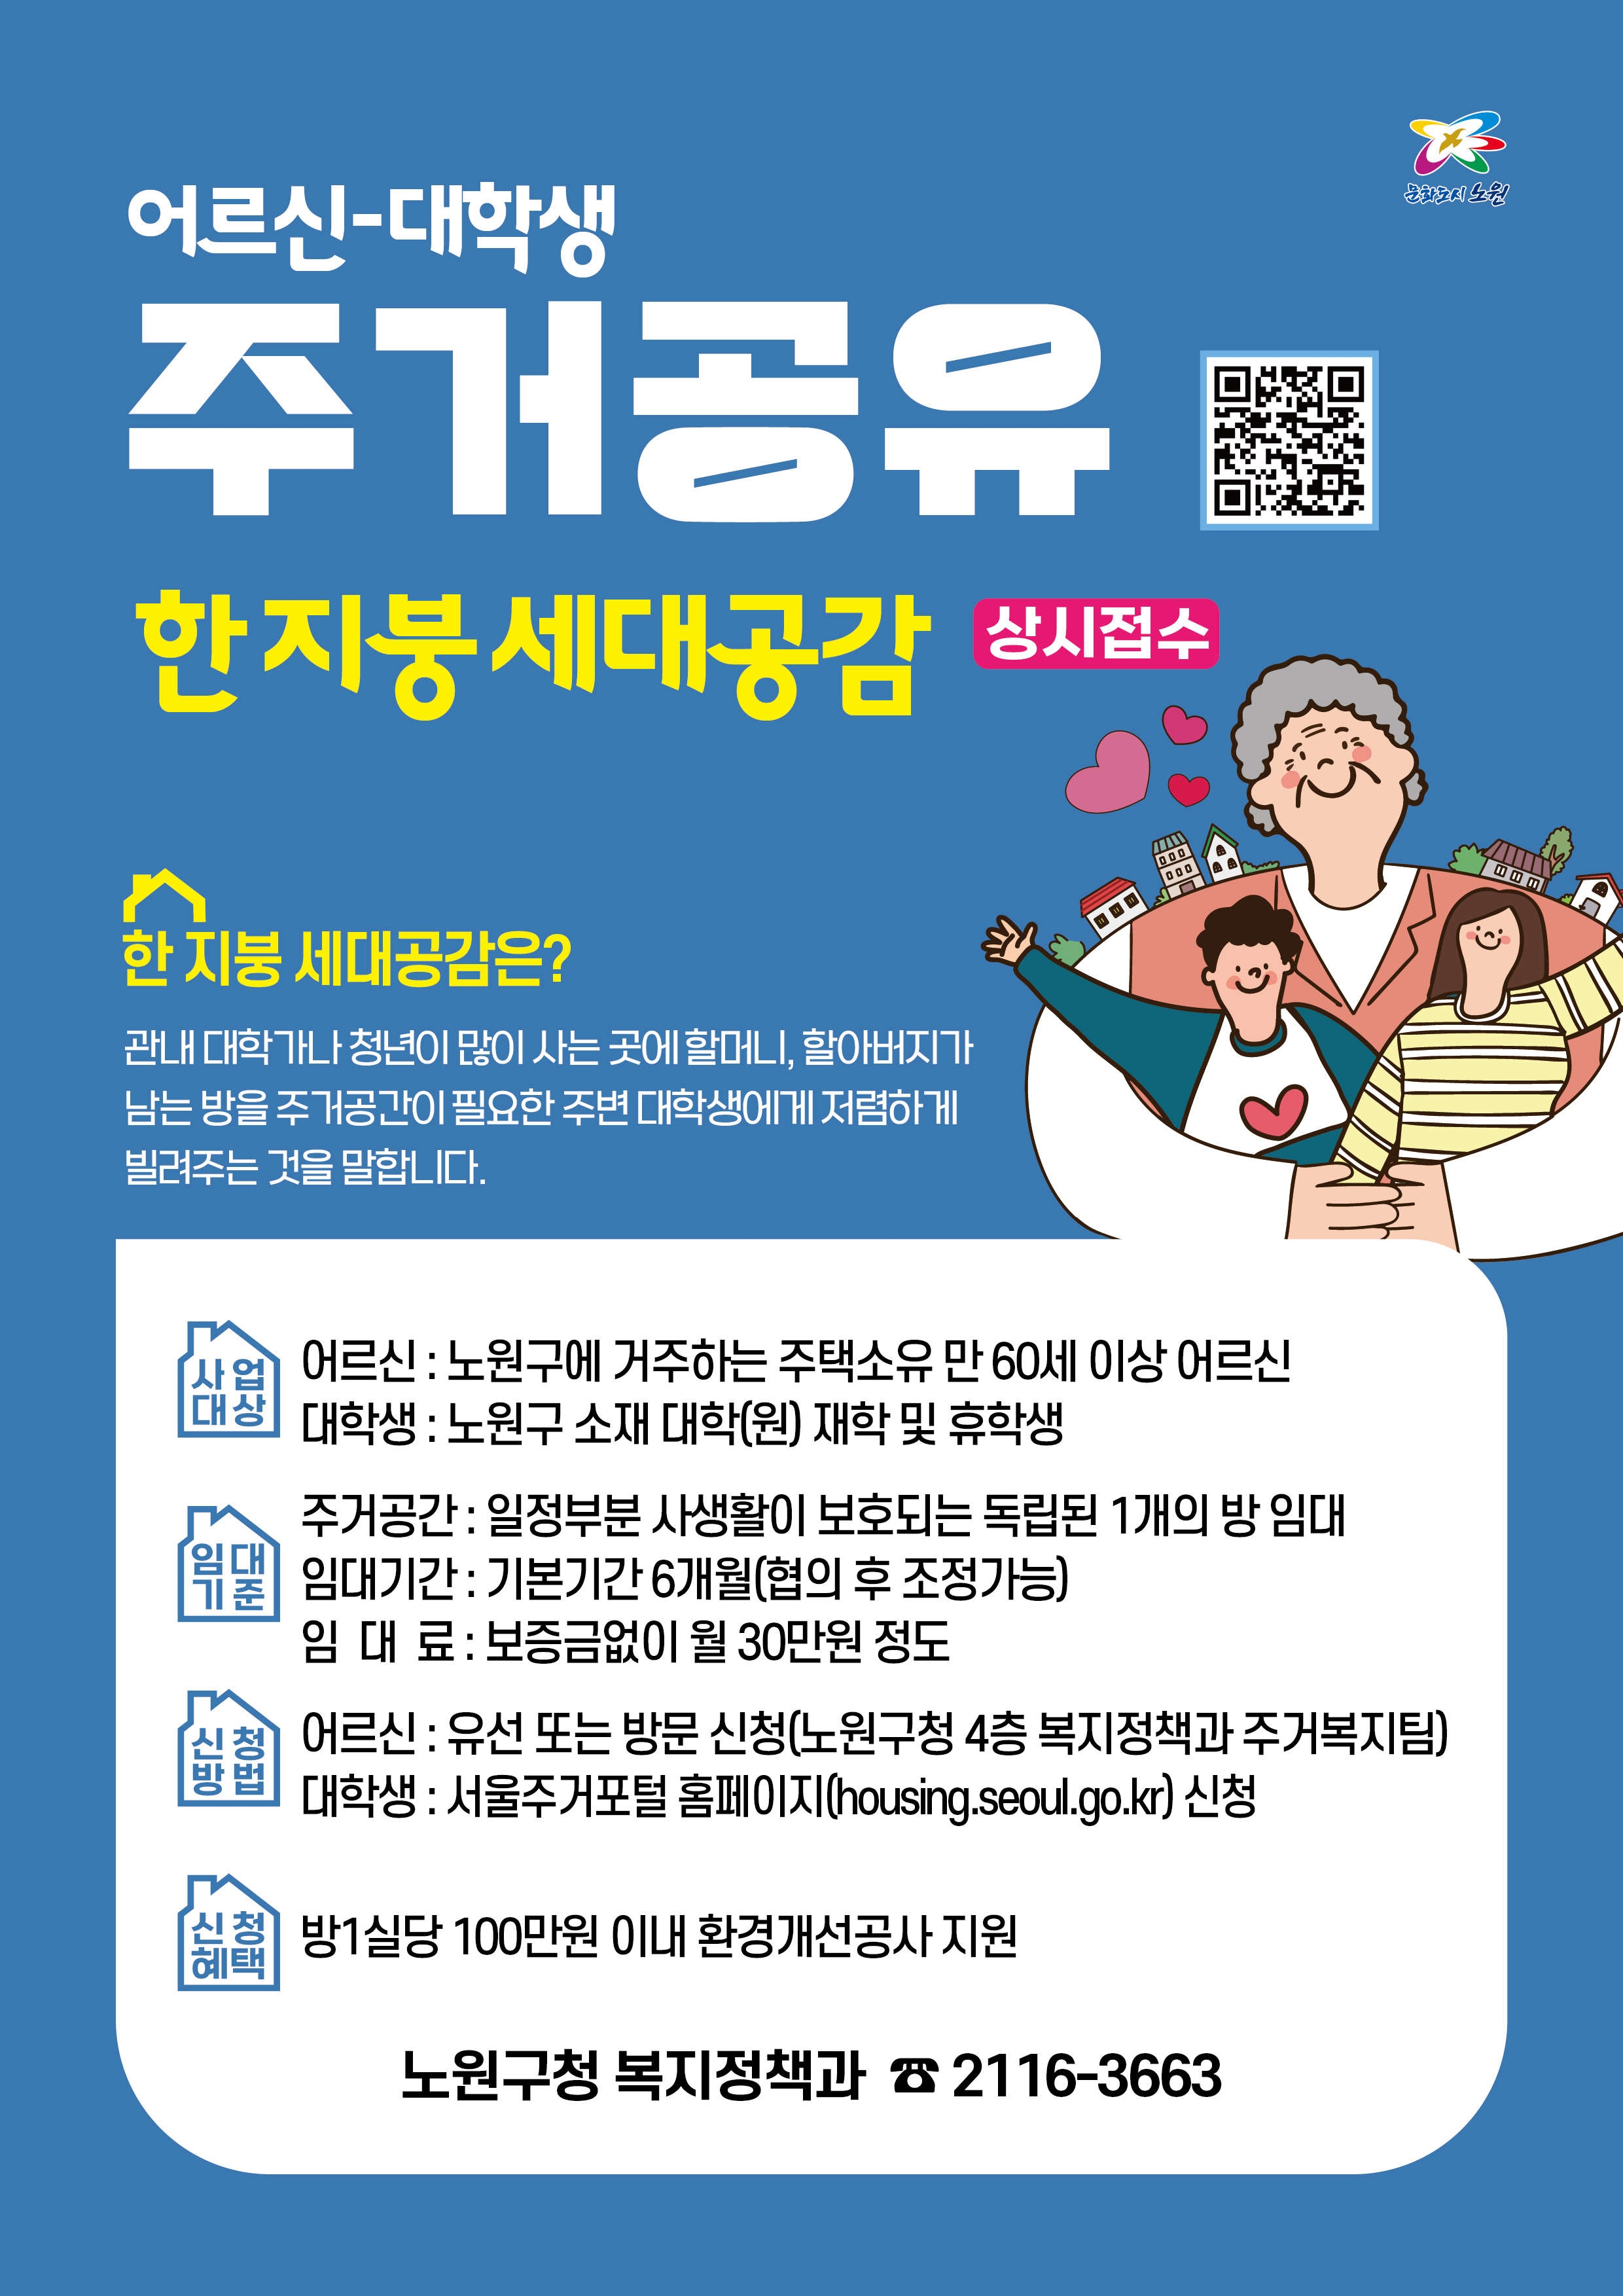 문화도시 노원
어르신-대학생
주거공유
한 지붕 세대공감 상시접수
한 지붕 세대공감은?
관내 대학가나 청년이 많이 사는 곳에 할머니, 할아버지가
남는 방을 주거공간이 필요한 주변 대학생에게 저렴하게
빌려주는 것을 말합니다.
사업
대상
어르신 : 노원구에 거주하는 주택소유 만 60세 이상 어르신
대학생 : 노원구 소재 대학(원) 재학 및 휴학생
임대
기준
주거공간 : 일정부분 사생활이 보호되는 독립된 1개의 방 임대
임대기간 : 기본기간 6개월(협의 후 조정가능)
임 대 료 : 보증금없이 월 30만원 정도
신청
방법
어르신 : 유선 또는 방문 신청(노원구청 4층 복지정책과 주거복지팀)
대학생 : 서울주거포털 홈페이지(housing.seoul.go.kr) 신청
신청
혜택
방1실당 100만원 이내 환경개선공사 지원
노원구청 복지정책과 ☎ 2116-3663